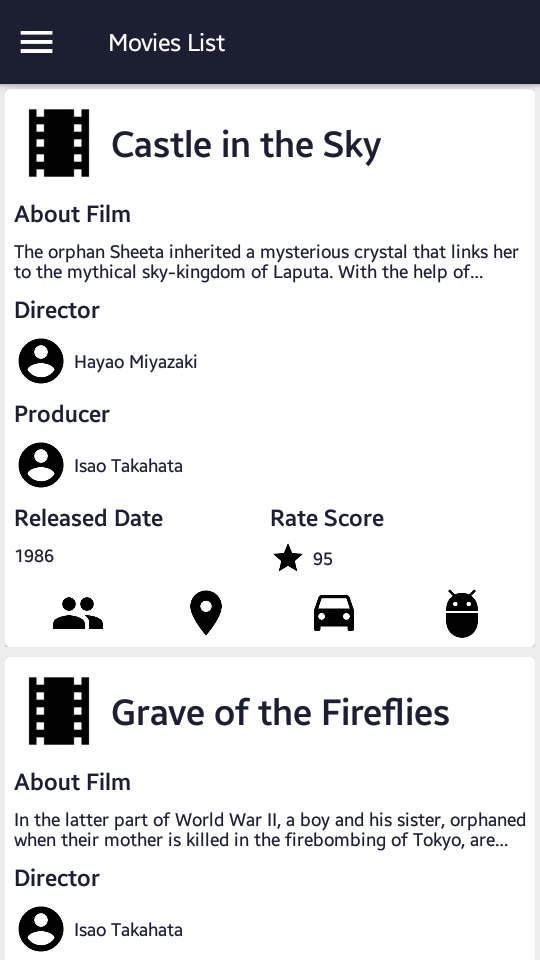 Movies List
Castle in the Sky
About Film
The orphan Sheeta inherited a mysterious crystal that links her
to the mythical sky-kingdom of Laputa. With the help of...
Director
Hayao Miyazaki
Producer
Isao Takahata
Released Date
Rate Score
1986
95
Grave of the Fireflies
About Film
In the latter part of World War II, a boy and his sister, orphaned
when their mother is killed in the firebombing of Tokyo, are...
Director
Isao Takahata